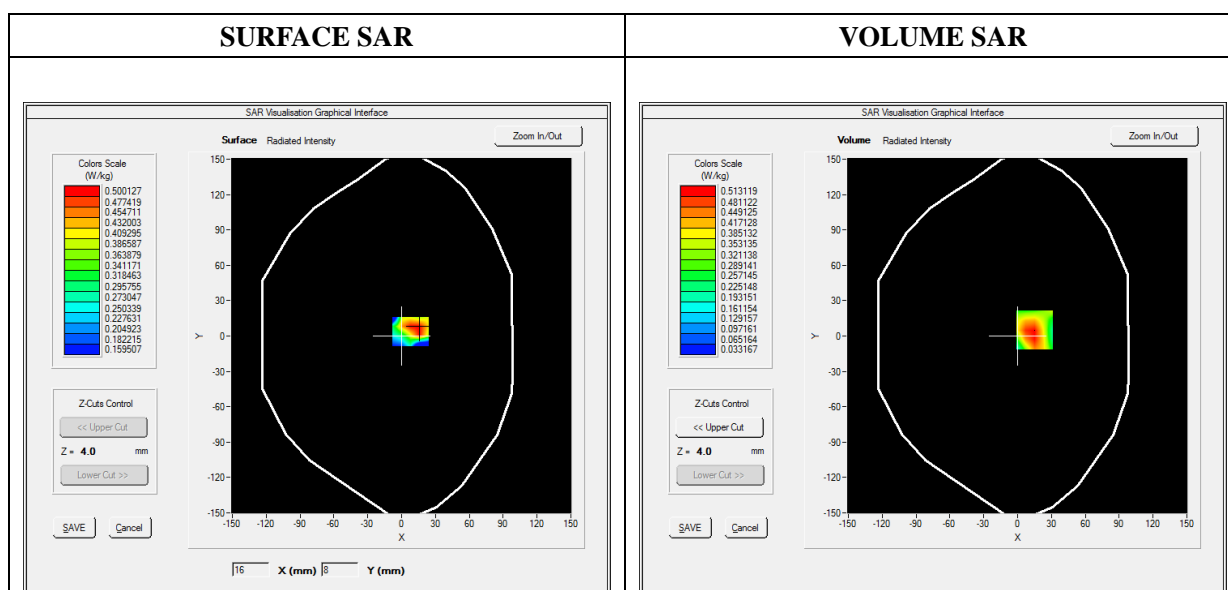 SURFACE SAR
SAR Visualisation Graphical Interface
Surface Radiated Intensity
Zoom In/Out
Colors Scale
(W/kg)
0.500127
0.477419
0.454711
0.432003
0.409295
0.386587
0.363879
0.341171
0.318463
0.295755
0.273047
0.250339
0.227631
0.204923
0.182215
0.159507
150
120
90
60
30
0
-30
-60
-90
-120
-150
Y
-150 -120 -90 -60 -30 0 30 60 90 120 150
X
Z-Cuts Control
<< Upper Cut
Z = 4.0 mm
Lower Cut >>
SAVE Cancel
16 X (mm) 8 Y (mm)
VOLUME SAR
SAR Visualisation Graphical Interface
Volume Radiated Intensity
Zoom In/Out
Colors Scale
(W/kg)
0.513119
0.481122
0.449125
0.417128
0.385132
0.353135
0.321138
0.289141
0.257145
0.225148
0.193151
0.161154
0.129157
0.097161
0.065164
0.033167
150
120
90
60
30
0
-30
-60
-90
-120
-150
Y
-150 -120 -90 -60 -30 0 30 60 90 120 150
X
Z-Cuts Control
<< Upper Cut
Z = 4.0 mm
Lower Cut >>
SAVE Cancel